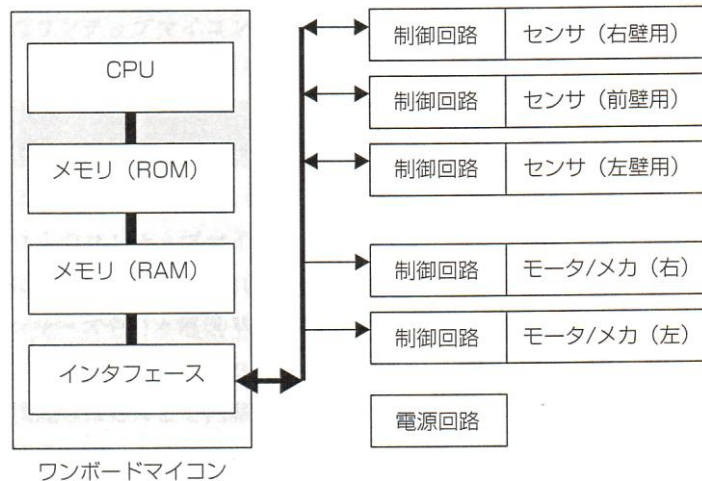 CPU
メモリ（ROM）
メモリ（RAM）
インタフェース
ワンボードマイコン
制御回路 センサ（右壁用）
制御回路 センサ（前壁用）
制御回路 センサ（左壁用）
制御回路 モータ/メカ（右）
制御回路 モータ/メカ（左）
電源回路